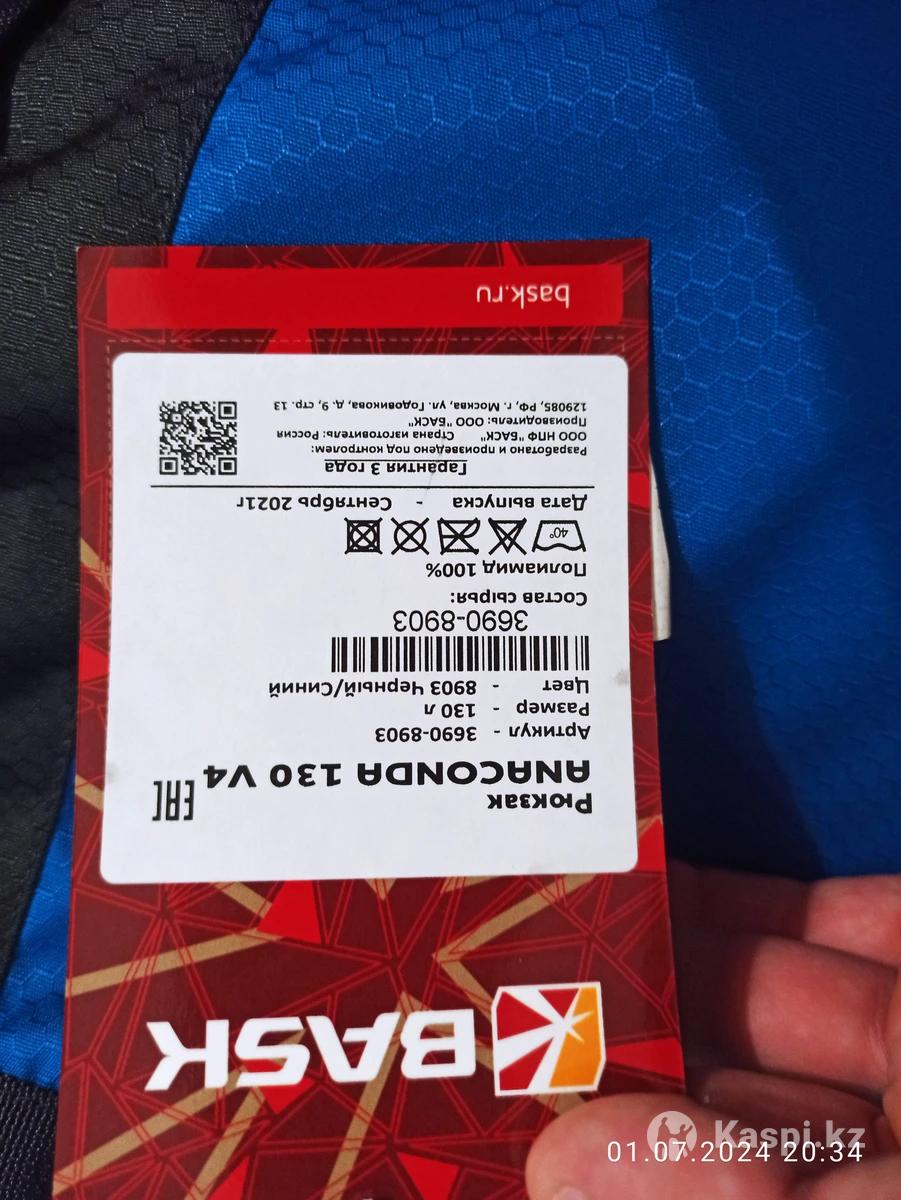 BASK
Рюкзак
ANACONDA 130 V4
EAC
Артикул - 3690-8903
Размер - 130 л
Цвет - 8903 Черный/Синий
3690-8903
Состав сырья:
Полиамид 100%
40°
Дата выпуска - Сентябрь 2021г
Гарантия 3 года
Разработано и произведено под контролем:
ООО НПФ "БАСК" Страна изготовитель: Россия
Производитель: ООО "БАСК"
129085, РФ, г. Москва, ул. Годовикова, д. 9, стр. 13
bask.ru
Kaspi.kz
01.07.2024 20:34